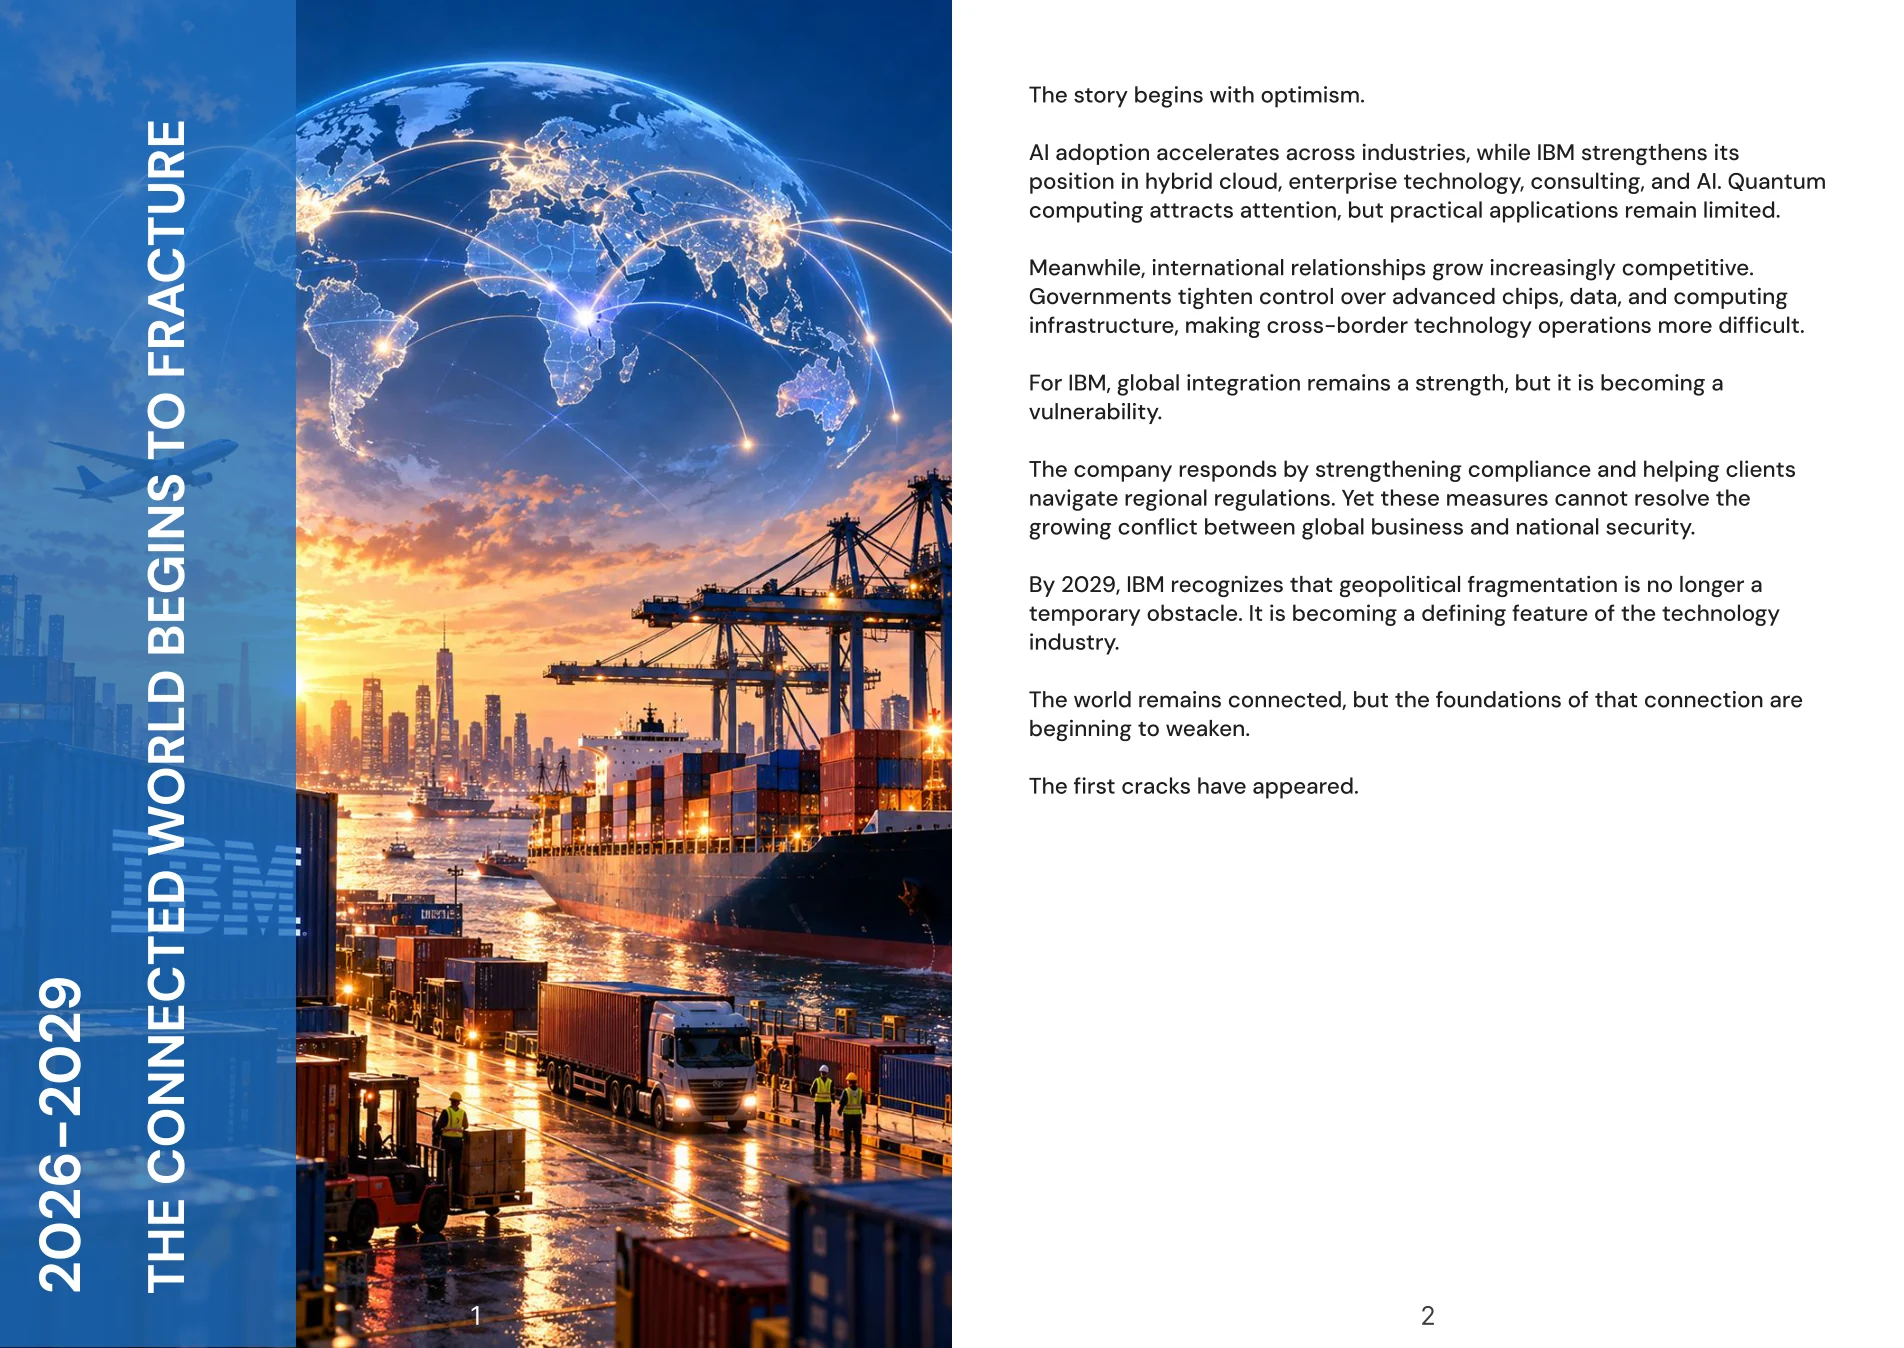 2026–2029
THE CONNECTED WORLD BEGINS TO FRACTURE
IBM
1
The story begins with optimism.
AI adoption accelerates across industries, while IBM strengthens its
position in hybrid cloud, enterprise technology, consulting, and AI. Quantum
computing attracts attention, but practical applications remain limited.
Meanwhile, international relationships grow increasingly competitive.
Governments tighten control over advanced chips, data, and computing
infrastructure, making cross-border technology operations more difficult.
For IBM, global integration remains a strength, but it is becoming a
vulnerability.
The company responds by strengthening compliance and helping clients
navigate regional regulations. Yet these measures cannot resolve the
growing conflict between global business and national security.
By 2029, IBM recognizes that geopolitical fragmentation is no longer a
temporary obstacle. It is becoming a defining feature of the technology
industry.
The world remains connected, but the foundations of that connection are
beginning to weaken.
The first cracks have appeared.
2